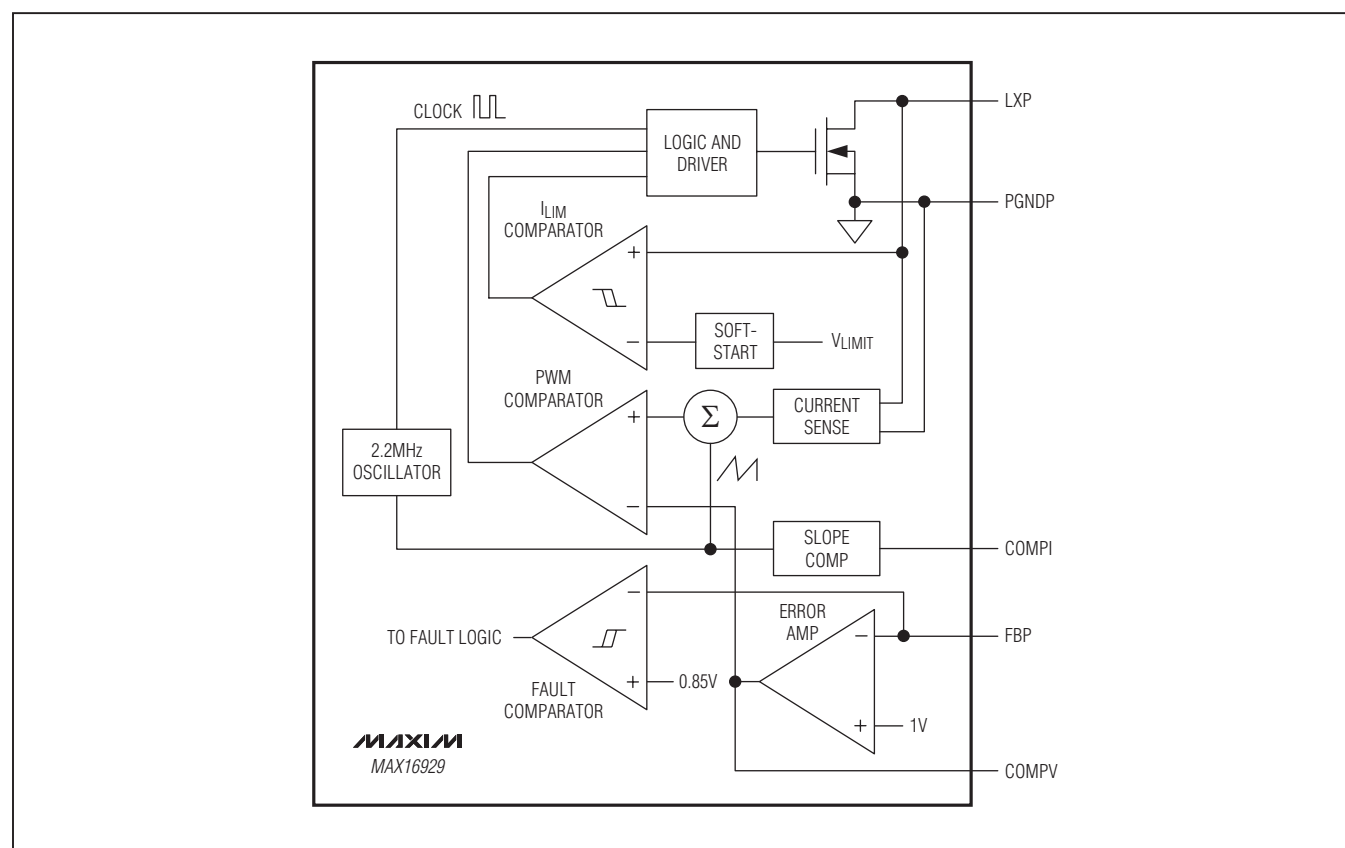 CLOCK
LXP
LOGIC AND
DRIVER
PGNDP
ILIM
COMPARATOR
+
−
SOFT-
START
VLIMIT
PWM
COMPARATOR
+
−
Σ
CURRENT
SENSE
2.2MHz
OSCILLATOR
SLOPE
COMP
COMPI
ERROR
AMP
−
+
FBP
1V
TO FAULT LOGIC
−
+
0.85V
FAULT
COMPARATOR
MAXIM
MAX16929
COMPV